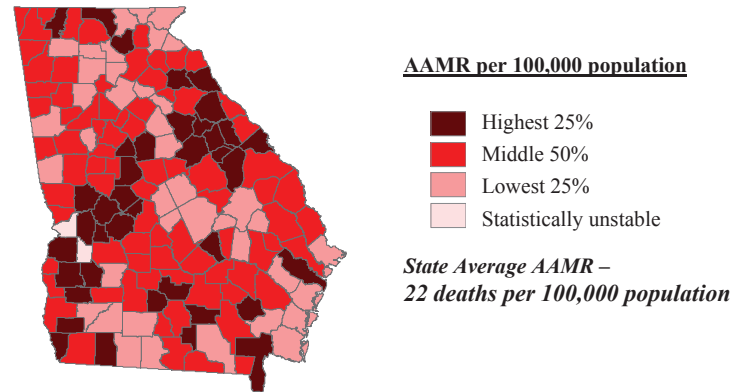 AAMR per 100,000 population
Highest 25%
Middle 50%
Lowest 25%
Statistically unstable
State Average AAMR –
22 deaths per 100,000 population